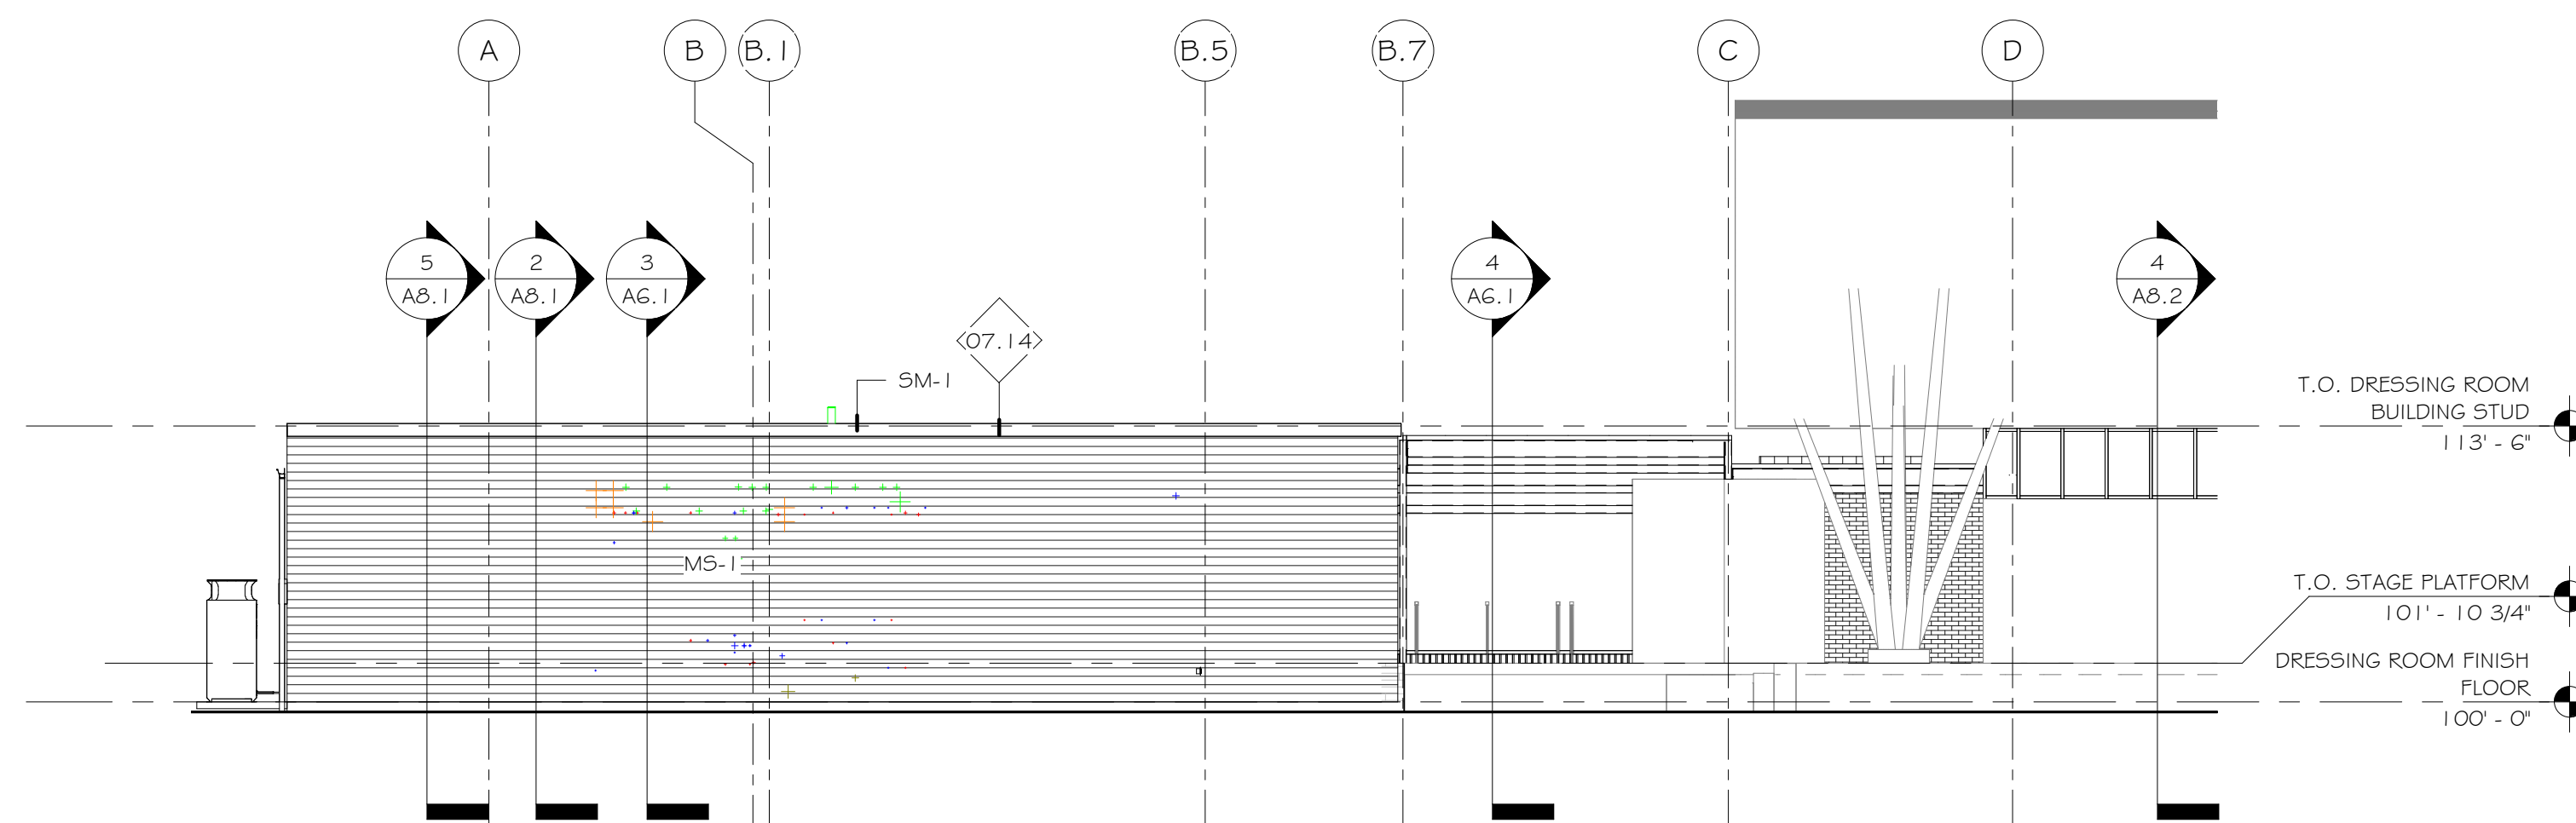 A
B
B.1
B.5
B.7
C
D
5
A8.1
2
A8.1
3
A6.1
4
A6.1
4
A8.2
07.14
SM-1
MS-1
T.O. DRESSING ROOM
BUILDING STUD
113' - 6"
T.O. STAGE PLATFORM
101' - 10 3/4"
DRESSING ROOM FINISH
FLOOR
100' - 0"